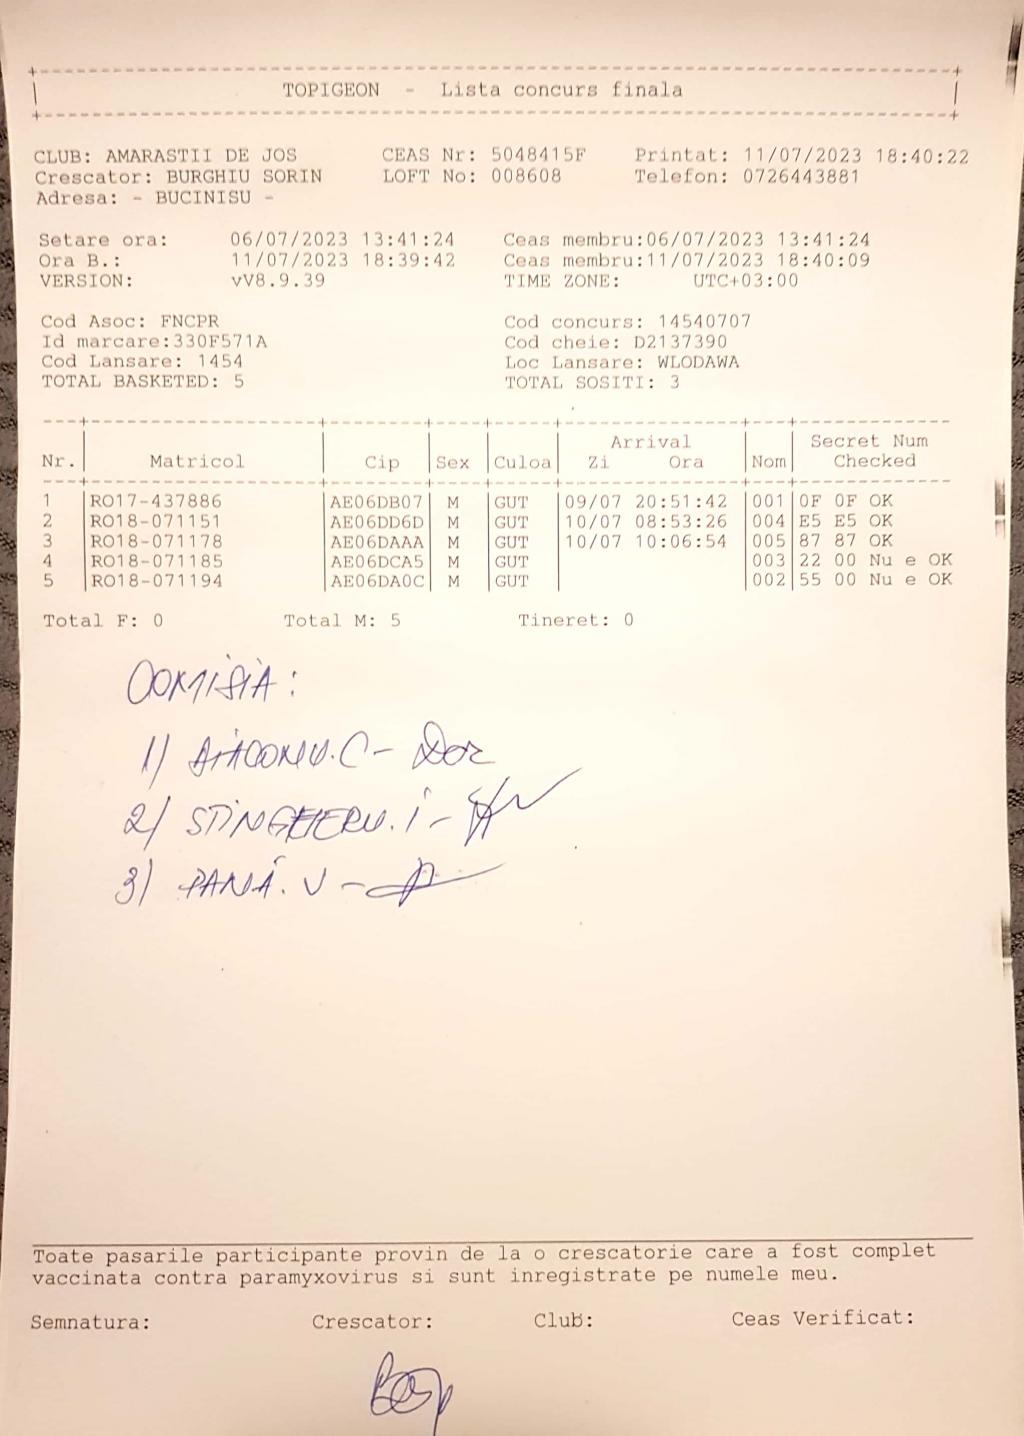 TOPIGEON - Lista concurs finala
CLUB: AMARASTII DE JOS CEAS Nr: 5048415F Printat: 11/07/2023 18:40:22
Crescator: BURGHIU SORIN LOFT No: 008608 Telefon: 0726443881
Adresa: - BUCINISU -
Setare ora: 06/07/2023 13:41:24 Ceas membru:06/07/2023 13:41:24
Ora B.: 11/07/2023 18:39:42 Ceas membru:11/07/2023 18:40:09
VERSION: vV8.9.39 TIME ZONE: UTC+03:00
Cod Asoc: FNCPR Cod concurs: 14540707
Id marcare:330F571A Cod cheie: D2137390
Cod Lansare: 1454 Loc Lansare: WLODAWA
TOTAL BASKETED: 5 TOTAL SOSITI: 3
Arrival Secret Num
Nr. Matricol Cip Sex Culoa Zi Ora Nom Checked
1 RO17-437886 AE06DB07 M GUT 09/07 20:51:42 001 0F 0F OK
2 RO18-071151 AE06DD6D M GUT 10/07 08:53:26 004 E5 E5 OK
3 RO18-071178 AE06DAAA M GUT 10/07 10:06:54 005 87 87 OK
4 RO18-071185 AE06DCA5 M GUT 003 22 00 Nu e OK
5 RO18-071194 AE06DA0C M GUT 002 55 00 Nu e OK
Total F: 0 Total M: 5 Tineret: 0
COMISIA:
1) DIACONU.C -
2) STINGHERU.I -
3) PANĂ.V -
Toate pasarile participante provin de la o crescatorie care a fost complet
vaccinata contra paramyxovirus si sunt inregistrate pe numele meu.
Semnatura: Crescator: Club: Ceas Verificat: